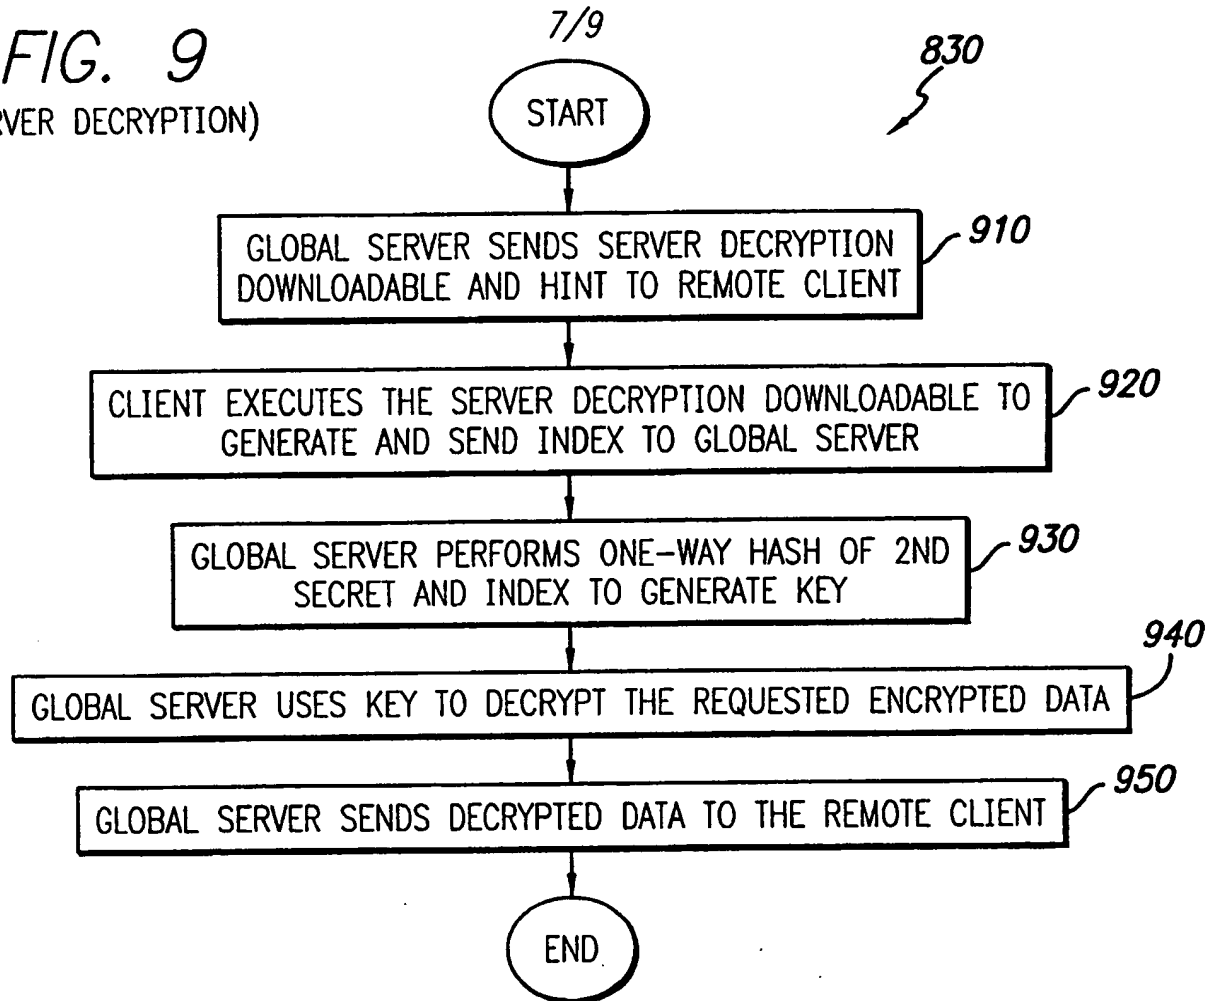 7/9
FIG. 9
RVER DECRYPTION)
830
START
GLOBAL SERVER SENDS SERVER DECRYPTION
DOWNLOADABLE AND HINT TO REMOTE CLIENT
910
CLIENT EXECUTES THE SERVER DECRYPTION DOWNLOADABLE TO
GENERATE AND SEND INDEX TO GLOBAL SERVER
920
GLOBAL SERVER PERFORMS ONE-WAY HASH OF 2ND
SECRET AND INDEX TO GENERATE KEY
930
GLOBAL SERVER USES KEY TO DECRYPT THE REQUESTED ENCRYPTED DATA
940
GLOBAL SERVER SENDS DECRYPTED DATA TO THE REMOTE CLIENT
950
END